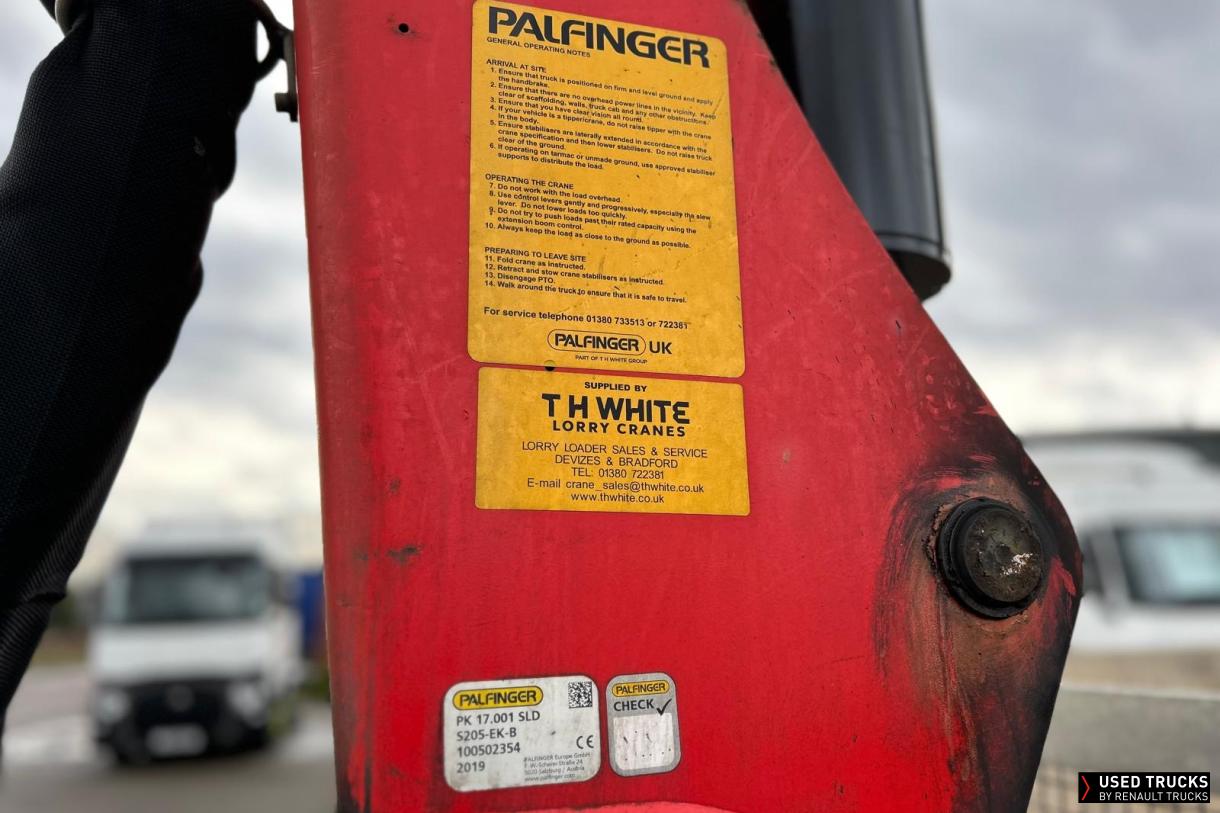 PALFINGER
GENERAL OPERATING NOTES
ARRIVAL AT SITE
1. Ensure that truck is positioned on firm and level ground and apply
the handbrake.
2. Ensure that there are no overhead power lines in the vicinity. Keep
clear of scaffolding, walls, truck cab and any other obstructions.
3. Ensure that you have clear vision all round.
4. If your vehicle is a tipper/crane, do not raise tipper with the crane
in the body.
5. Ensure stabilisers are laterally extended in accordance with the
crane specification and then lower stabilisers. Do not raise truck
clear of the ground.
6. If operating on tarmac or unmade ground, use approved stabiliser
supports to distribute the load.
OPERATING THE CRANE
7. Do not work with the load overhead.
8. Use control levers gently and progressively, especially the slew
lever. Do not lower loads too quickly.
9. Do not try to push loads past their rated capacity using the
extension boom control.
10. Always keep the load as close to the ground as possible.
PREPARING TO LEAVE SITE
11. Fold crane as instructed.
12. Retract and stow crane stabilisers as instructed.
13. Disengage PTO.
14. Walk around the truck to ensure that it is safe to travel.
For service telephone 01380 733513 or 722381
PALFINGER UK
PART OF T H WHITE GROUP
SUPPLIED BY
T H WHITE
LORRY CRANES
LORRY LOADER SALES & SERVICE
DEVIZES & BRADFORD
TEL: 01380 722381
E-mail crane_sales@thwhite.co.uk
www.thwhite.co.uk
PALFINGER
PK 17.001 SLD
S205-EK-B
100502354
2019
CE
PALFINGER Europe GmbH
F.-W.-Scherer-Straße 24
5020 Salzburg / Austria
www.palfinger.com
PALFINGER
CHECK
USED TRUCKS
BY RENAULT TRUCKS